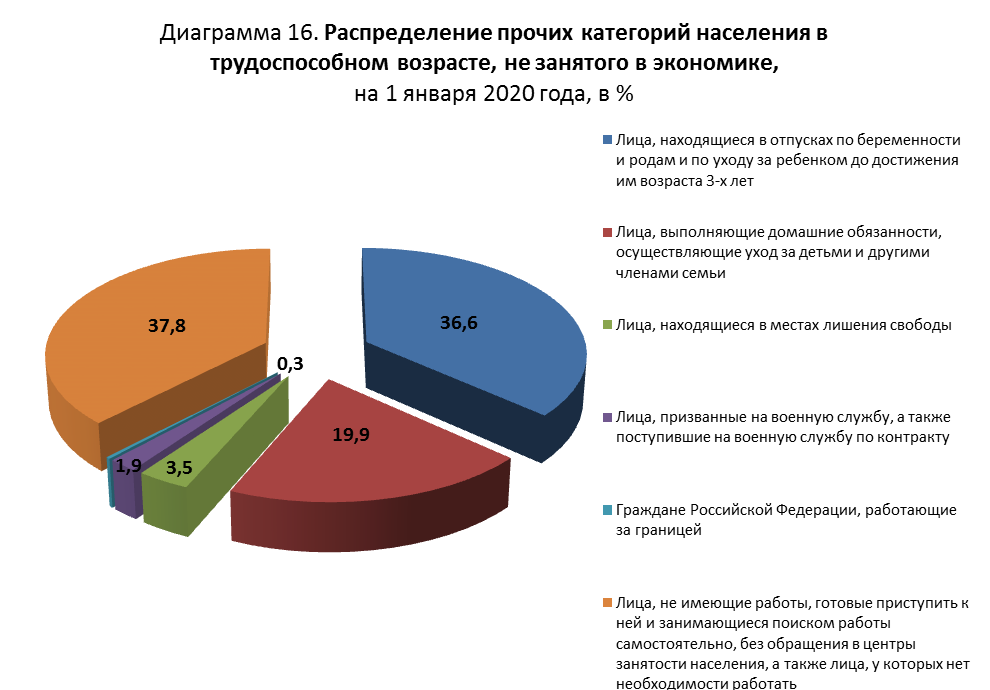 Диаграмма 16. Распределение прочих категорий населения в
трудоспособном возрасте, не занятого в экономике,
на 1 января 2020 года, в %
Лица, находящиеся в отпусках по беременности
и родам и по уходу за ребенком до достижения
им возраста 3-х лет
Лица, выполняющие домашние обязанности,
осуществляющие уход за детьми и другими
членами семьи
Лица, находящиеся в местах лишения свободы
Лица, призванные на военную службу, а также
поступившие на военную службу по контракту
Граждане Российской Федерации, работающие
за границей
Лица, не имеющие работы, готовые приступить к
ней и занимающиеся поиском работы
самостоятельно, без обращения в центры
занятости населения, а также лица, у которых нет
необходимости работать
37,8
36,6
0,3
19,9
1,9
3,5